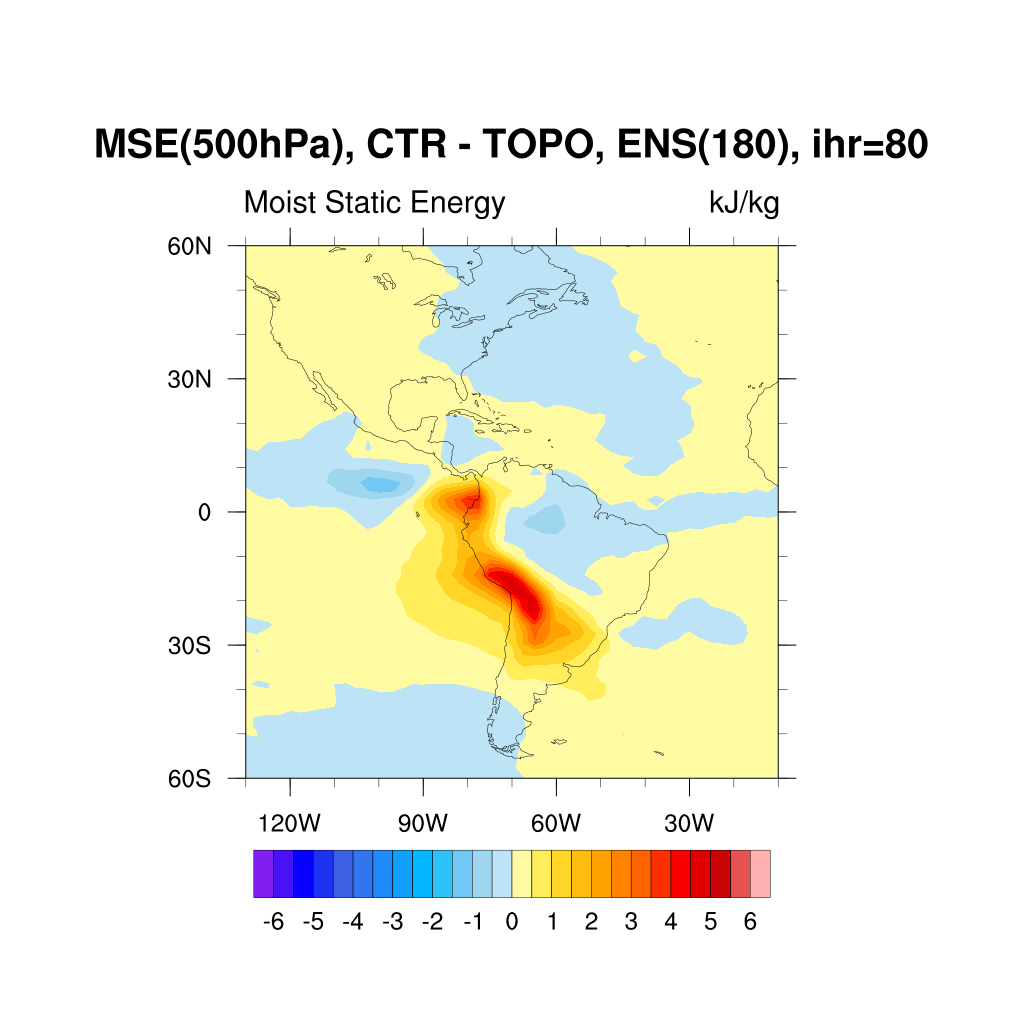 MSE(500hPa), CTR - TOPO, ENS(180), ihr=80
Moist Static Energy kJ/kg
60N
30N
0
30S
60S
120W 90W 60W 30W
-6 -5 -4 -3 -2 -1 0 1 2 3 4 5 6